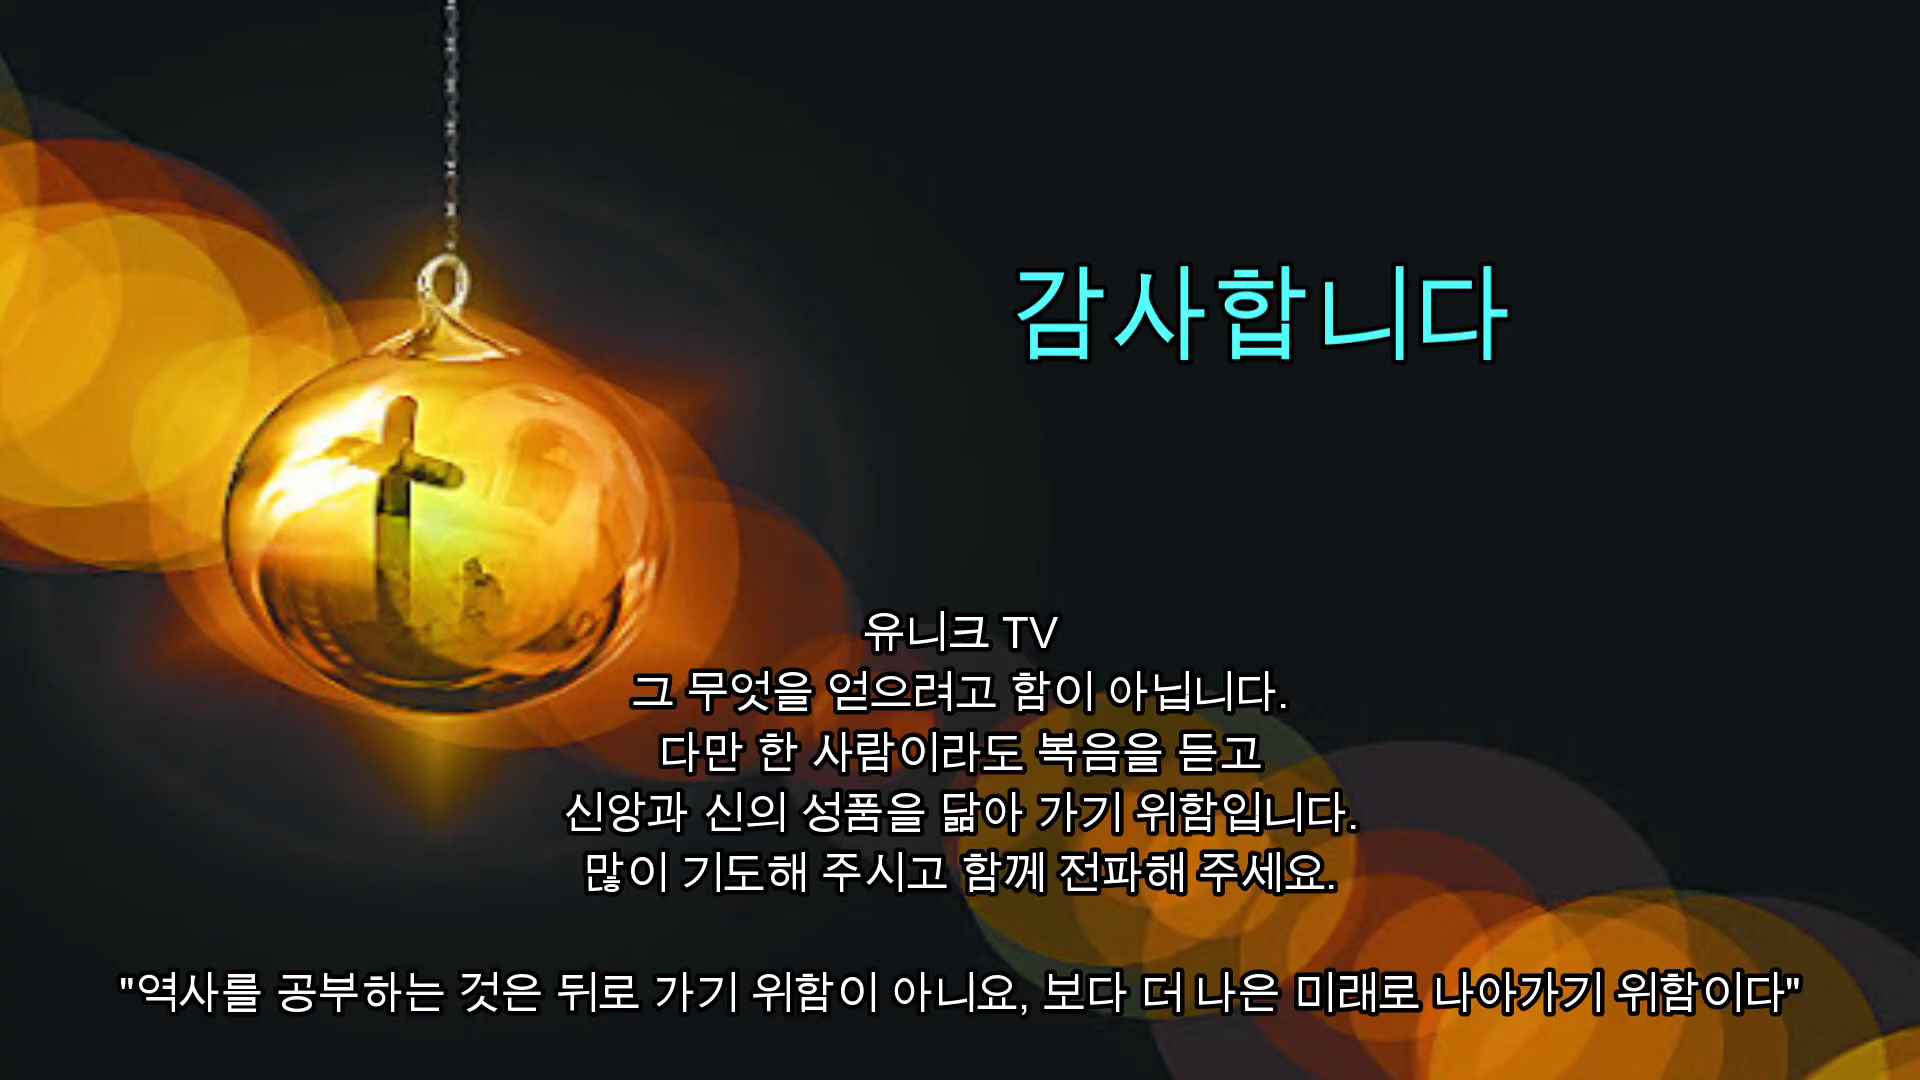 감사합니다
유니크 TV
그 무엇을 얻으려고 함이 아닙니다.
다만 한 사람이라도 복음을 듣고
신앙과 신의 성품을 닮아 가기 위함입니다.
많이 기도해 주시고 함께 전파해 주세요.
"역사를 공부하는 것은 뒤로 가기 위함이 아니요, 보다 더 나은 미래로 나아가기 위함이다"